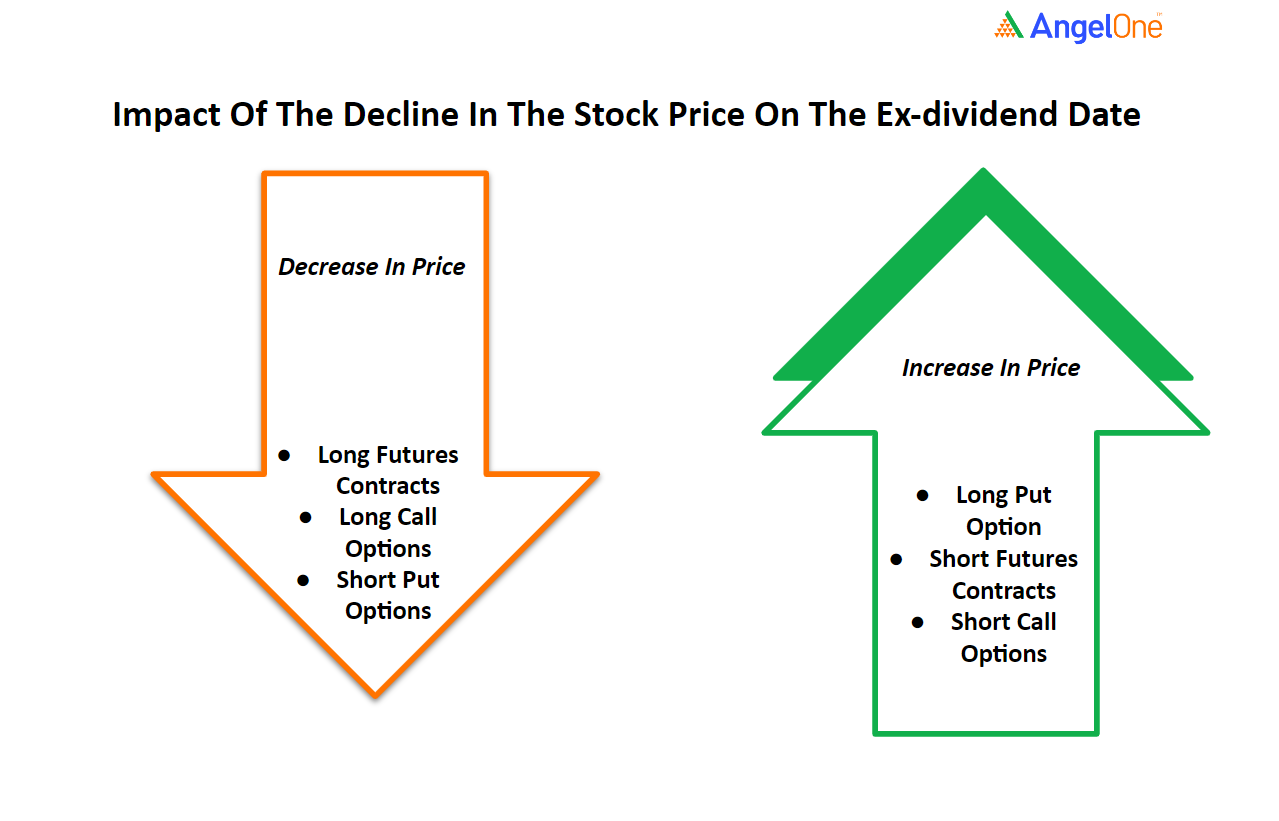 AngelOne™
Impact Of The Decline In The Stock Price On The Ex-dividend Date
Decrease In Price
● Long Futures
Contracts
● Long Call
Options
● Short Put
Options
Increase In Price
● Long Put
Option
● Short Futures
Contracts
● Short Call
Options